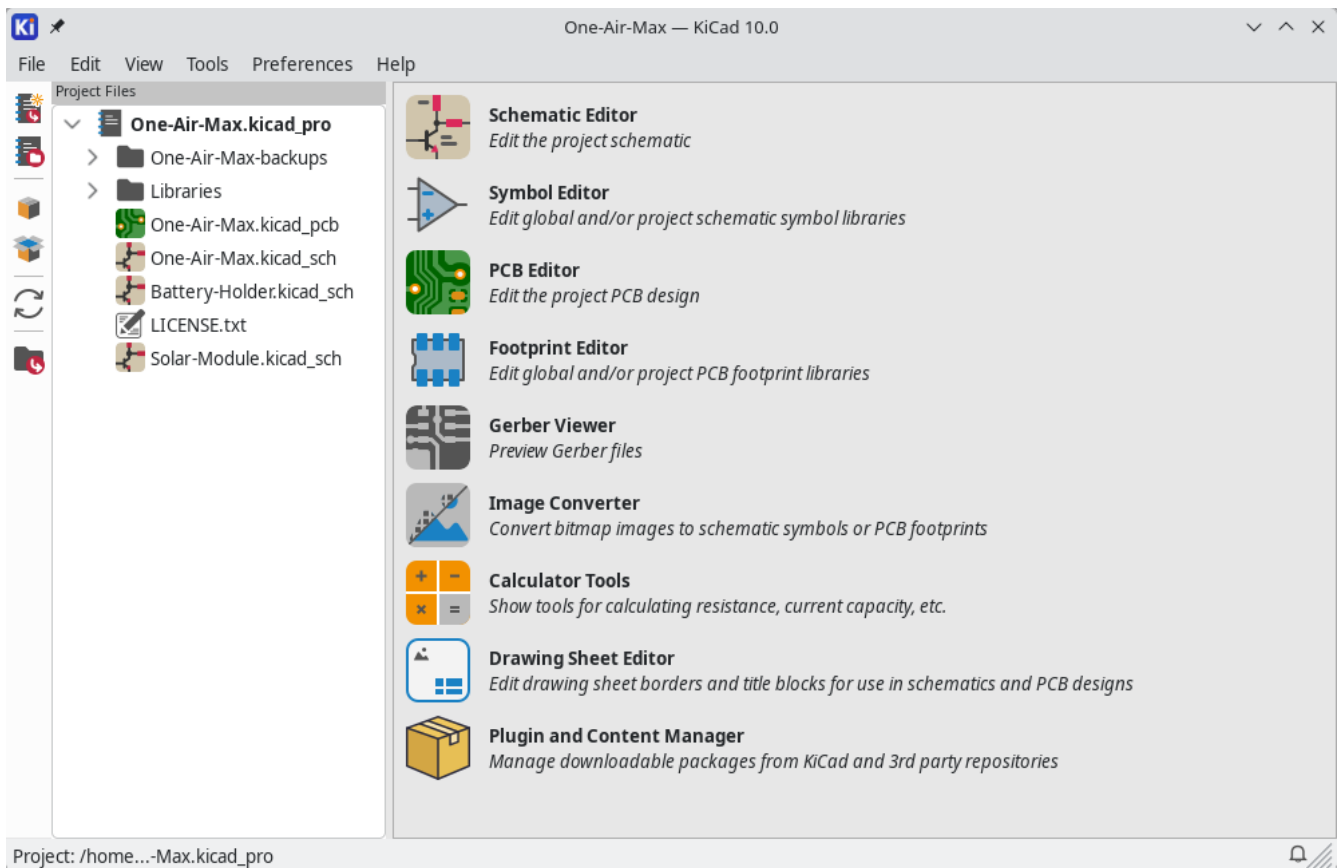 Ki
One-Air-Max — KiCad 10.0
File Edit View Tools Preferences Help
Project Files
One-Air-Max.kicad_pro
One-Air-Max-backups
Libraries
One-Air-Max.kicad_pcb
One-Air-Max.kicad_sch
Battery-Holder.kicad_sch
LICENSE.txt
Solar-Module.kicad_sch
Schematic Editor
Edit the project schematic
Symbol Editor
Edit global and/or project schematic symbol libraries
PCB Editor
Edit the project PCB design
Footprint Editor
Edit global and/or project PCB footprint libraries
Gerber Viewer
Preview Gerber files
Image Converter
Convert bitmap images to schematic symbols or PCB footprints
Calculator Tools
Show tools for calculating resistance, current capacity, etc.
Drawing Sheet Editor
Edit drawing sheet borders and title blocks for use in schematics and PCB designs
Plugin and Content Manager
Manage downloadable packages from KiCad and 3rd party repositories
Project: /home...-Max.kicad_pro